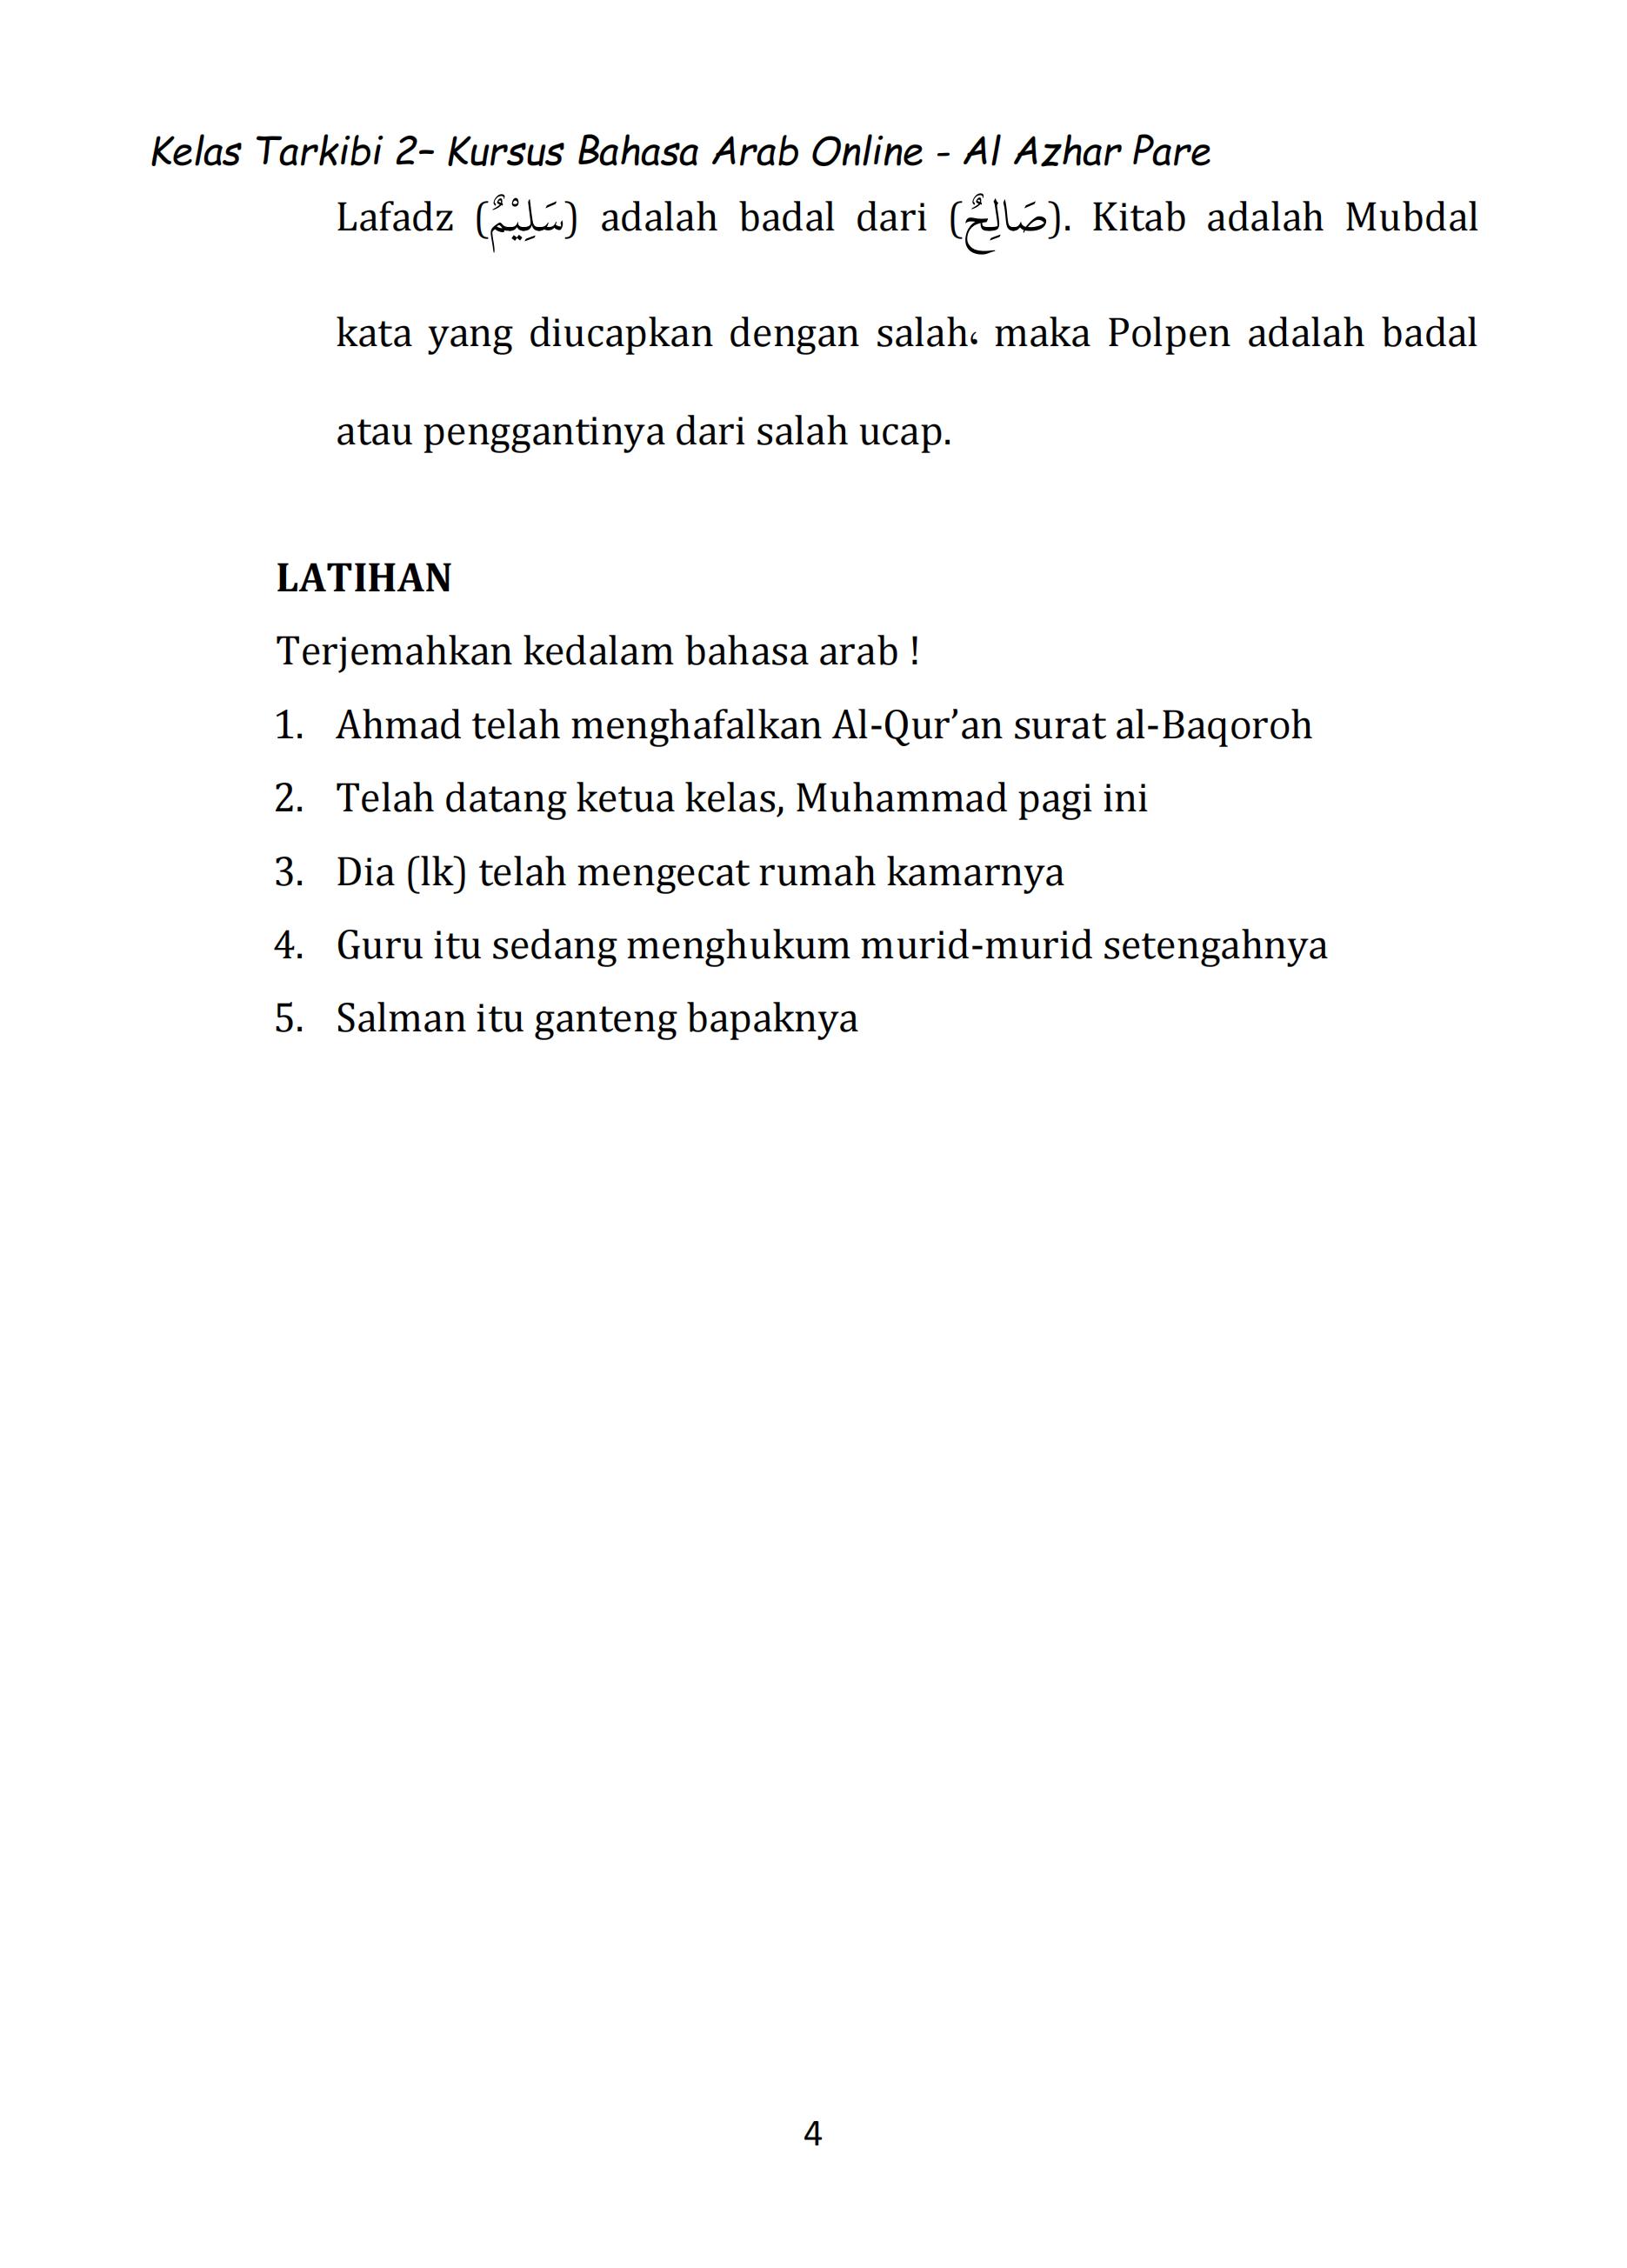 Kelas Tarkibi 2– Kursus Bahasa Arab Online - Al Azhar Pare
Lafadz (سَلِيْمٌ) adalah badal dari (صَالِحٌ). Kitab adalah Mubdal
kata yang diucapkan dengan salah، maka Polpen adalah badal
atau penggantinya dari salah ucap.
LATIHAN
Terjemahkan kedalam bahasa arab !
1. Ahmad telah menghafalkan Al-Qur’an surat al-Baqoroh
2. Telah datang ketua kelas, Muhammad pagi ini
3. Dia (lk) telah mengecat rumah kamarnya
4. Guru itu sedang menghukum murid-murid setengahnya
5. Salman itu ganteng bapaknya
4